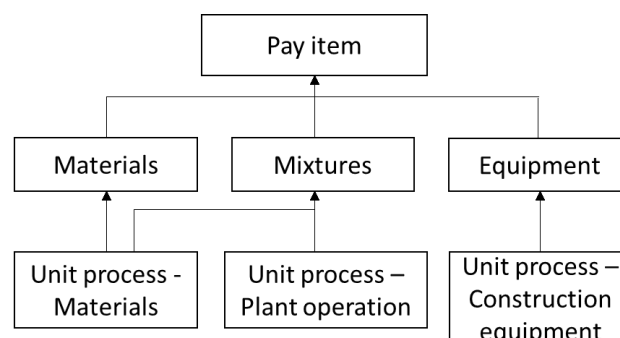 Pay item
Materials
Mixtures
Equipment
Unit process -
Materials
Unit process –
Plant operation
Unit process –
Construction
equipment